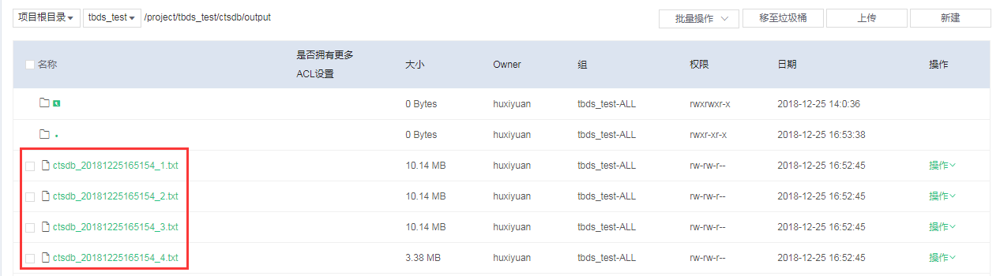 项目根目录 tbds_test /project/tbds_test/ctsdb/output 批量操作 移至垃圾桶 上传 新建
名称 是否拥有更多ACL设置 大小 Owner 组 权限 日期 操作
0 Bytes huxiyuan tbds_test-ALL rwxrwxr-x 2018-12-25 14:0:36
. 0 Bytes huxiyuan tbds_test-ALL rwxr-xr-x 2018-12-25 16:53:38
ctsdb_20181225165154_1.txt 10.14 MB huxiyuan tbds_test-ALL rw-rw-r-- 2018-12-25 16:52:45 操作
ctsdb_20181225165154_2.txt 10.14 MB huxiyuan tbds_test-ALL rw-rw-r-- 2018-12-25 16:52:45 操作
ctsdb_20181225165154_3.txt 10.14 MB huxiyuan tbds_test-ALL rw-rw-r-- 2018-12-25 16:52:45 操作
ctsdb_20181225165154_4.txt 3.38 MB huxiyuan tbds_test-ALL rw-rw-r-- 2018-12-25 16:52:45 操作